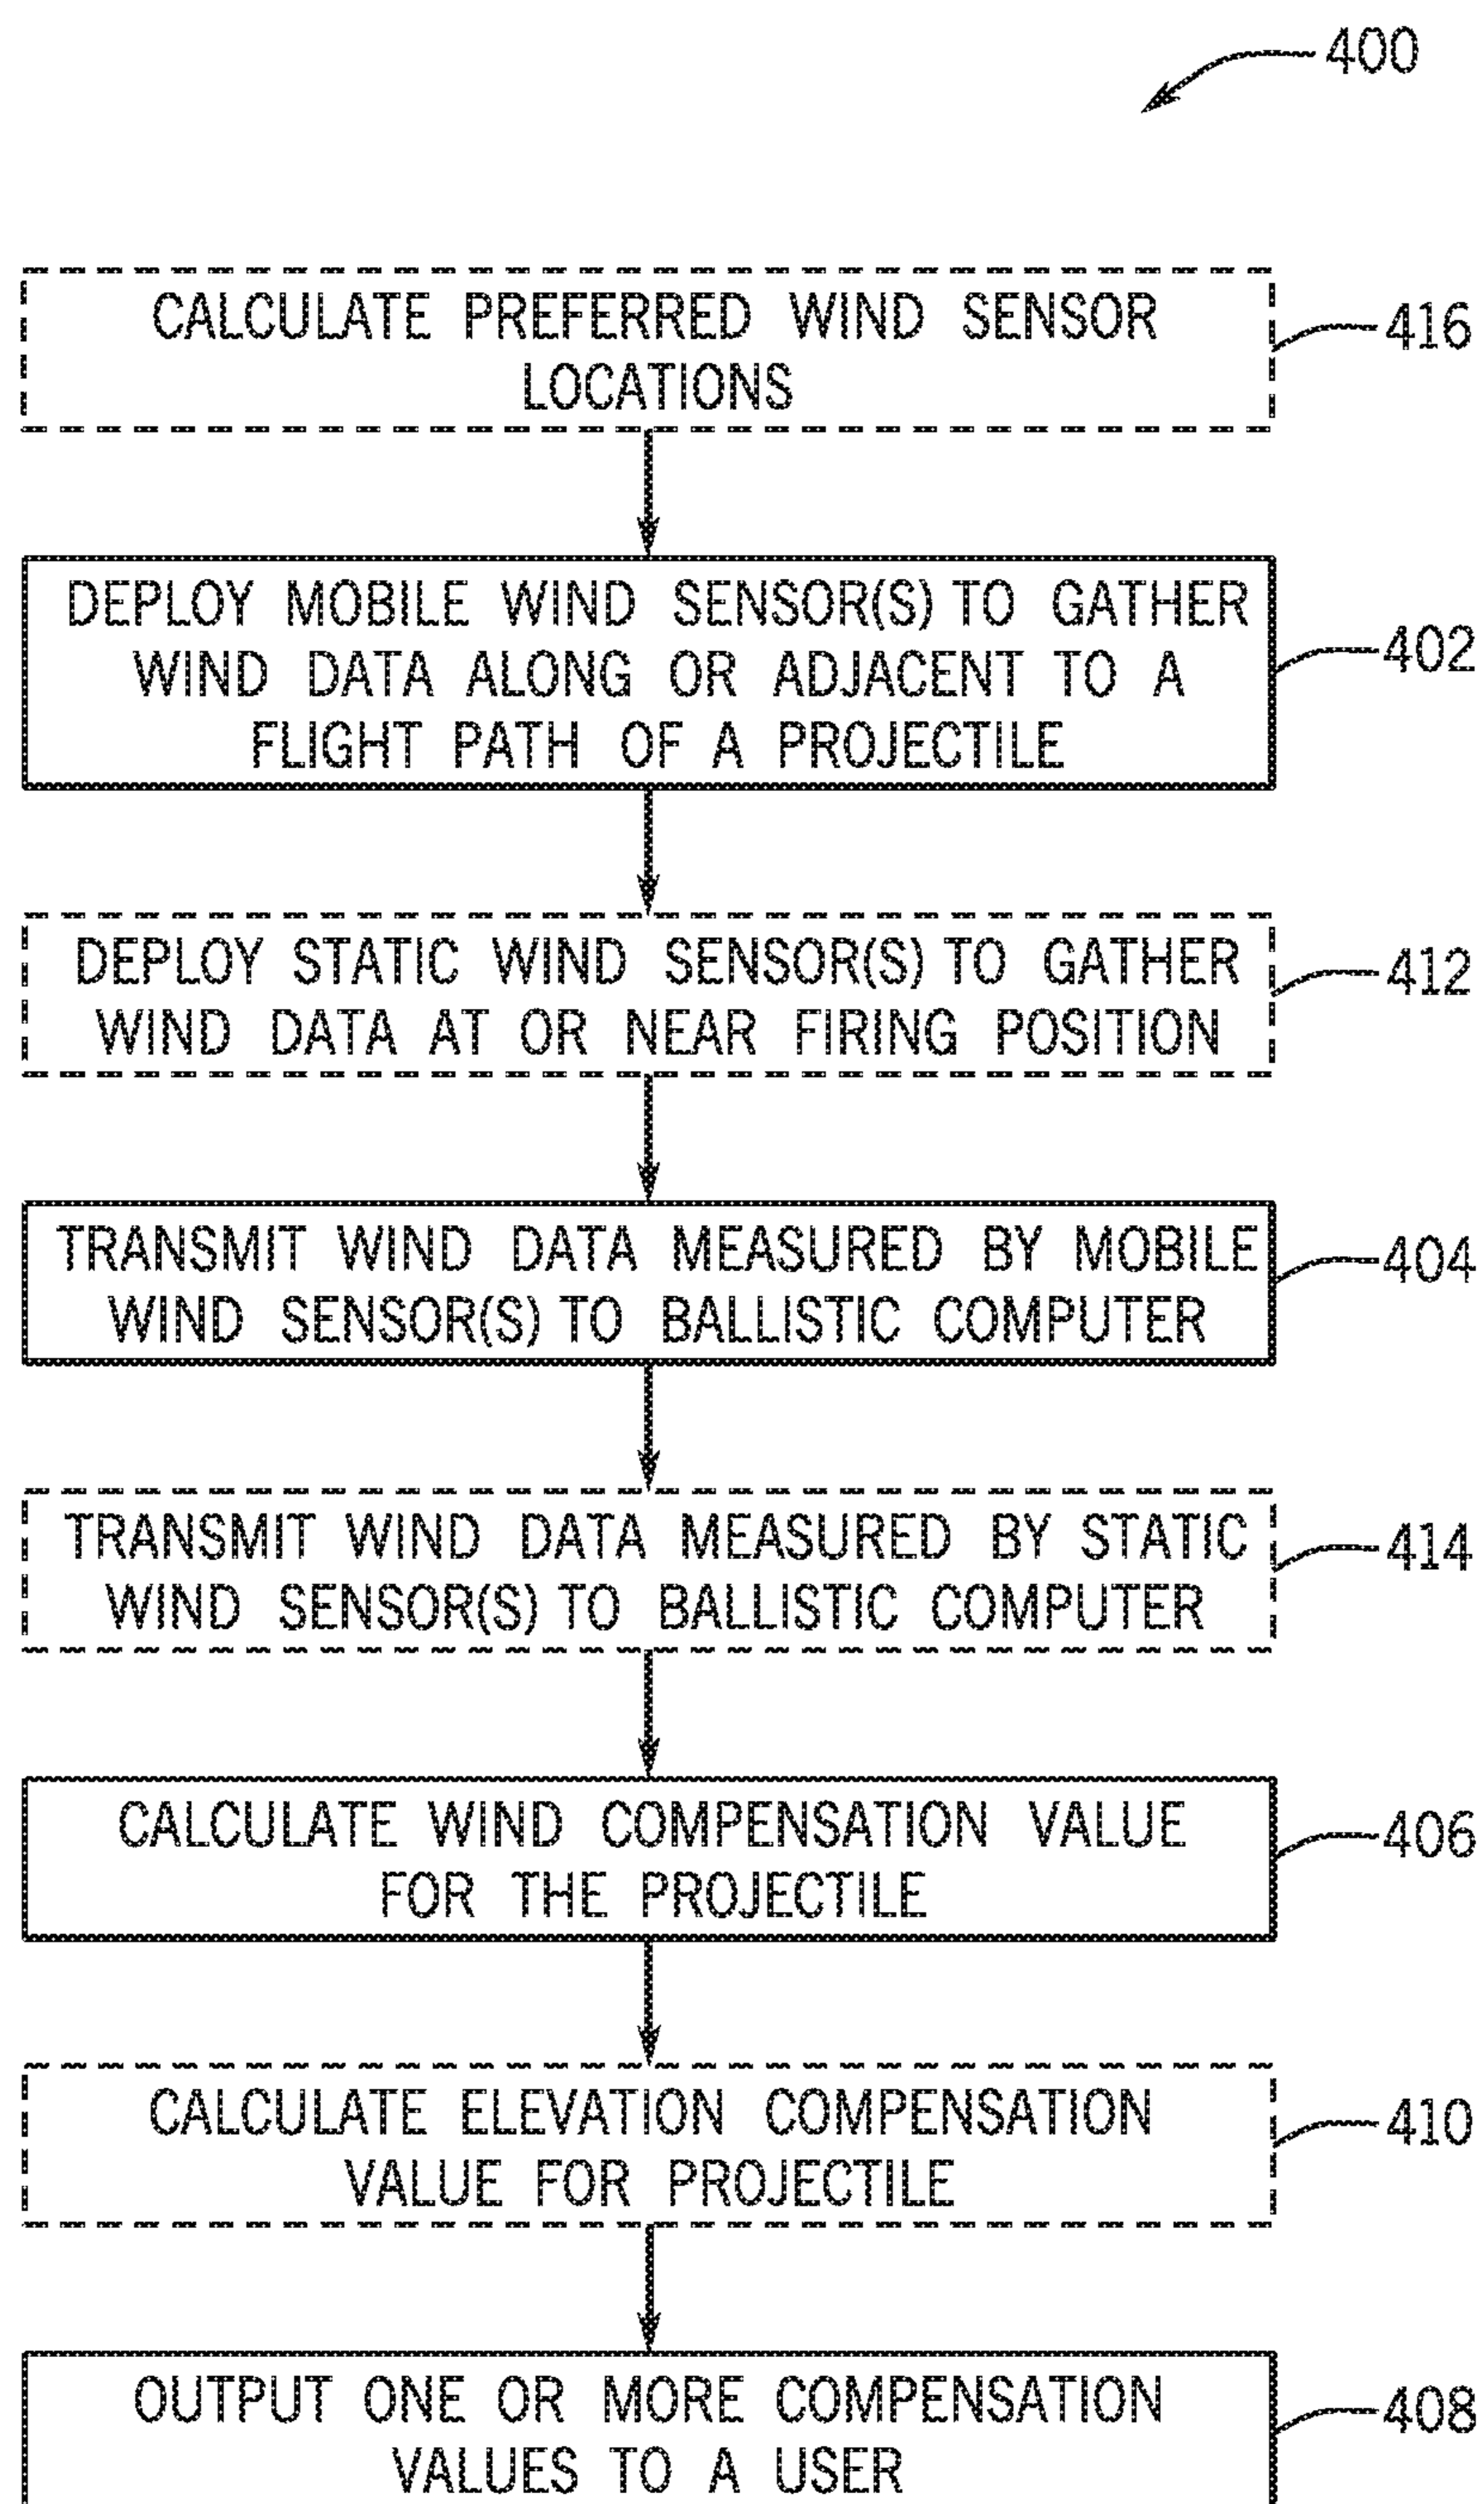 400
CALCULATE PREFERRED WIND SENSOR
LOCATIONS
416
DEPLOY MOBILE WIND SENSOR(S) TO GATHER
WIND DATA ALONG OR ADJACENT TO A
FLIGHT PATH OF A PROJECTILE
402
DEPLOY STATIC WIND SENSOR(S) TO GATHER
WIND DATA AT OR NEAR FIRING POSITION
412
TRANSMIT WIND DATA MEASURED BY MOBILE
WIND SENSOR(S) TO BALLISTIC COMPUTER
404
TRANSMIT WIND DATA MEASURED BY STATIC
WIND SENSOR(S) TO BALLISTIC COMPUTER
414
CALCULATE WIND COMPENSATION VALUE
FOR THE PROJECTILE
406
CALCULATE ELEVATION COMPENSATION
VALUE FOR PROJECTILE
410
OUTPUT ONE OR MORE COMPENSATION
VALUES TO A USER
408